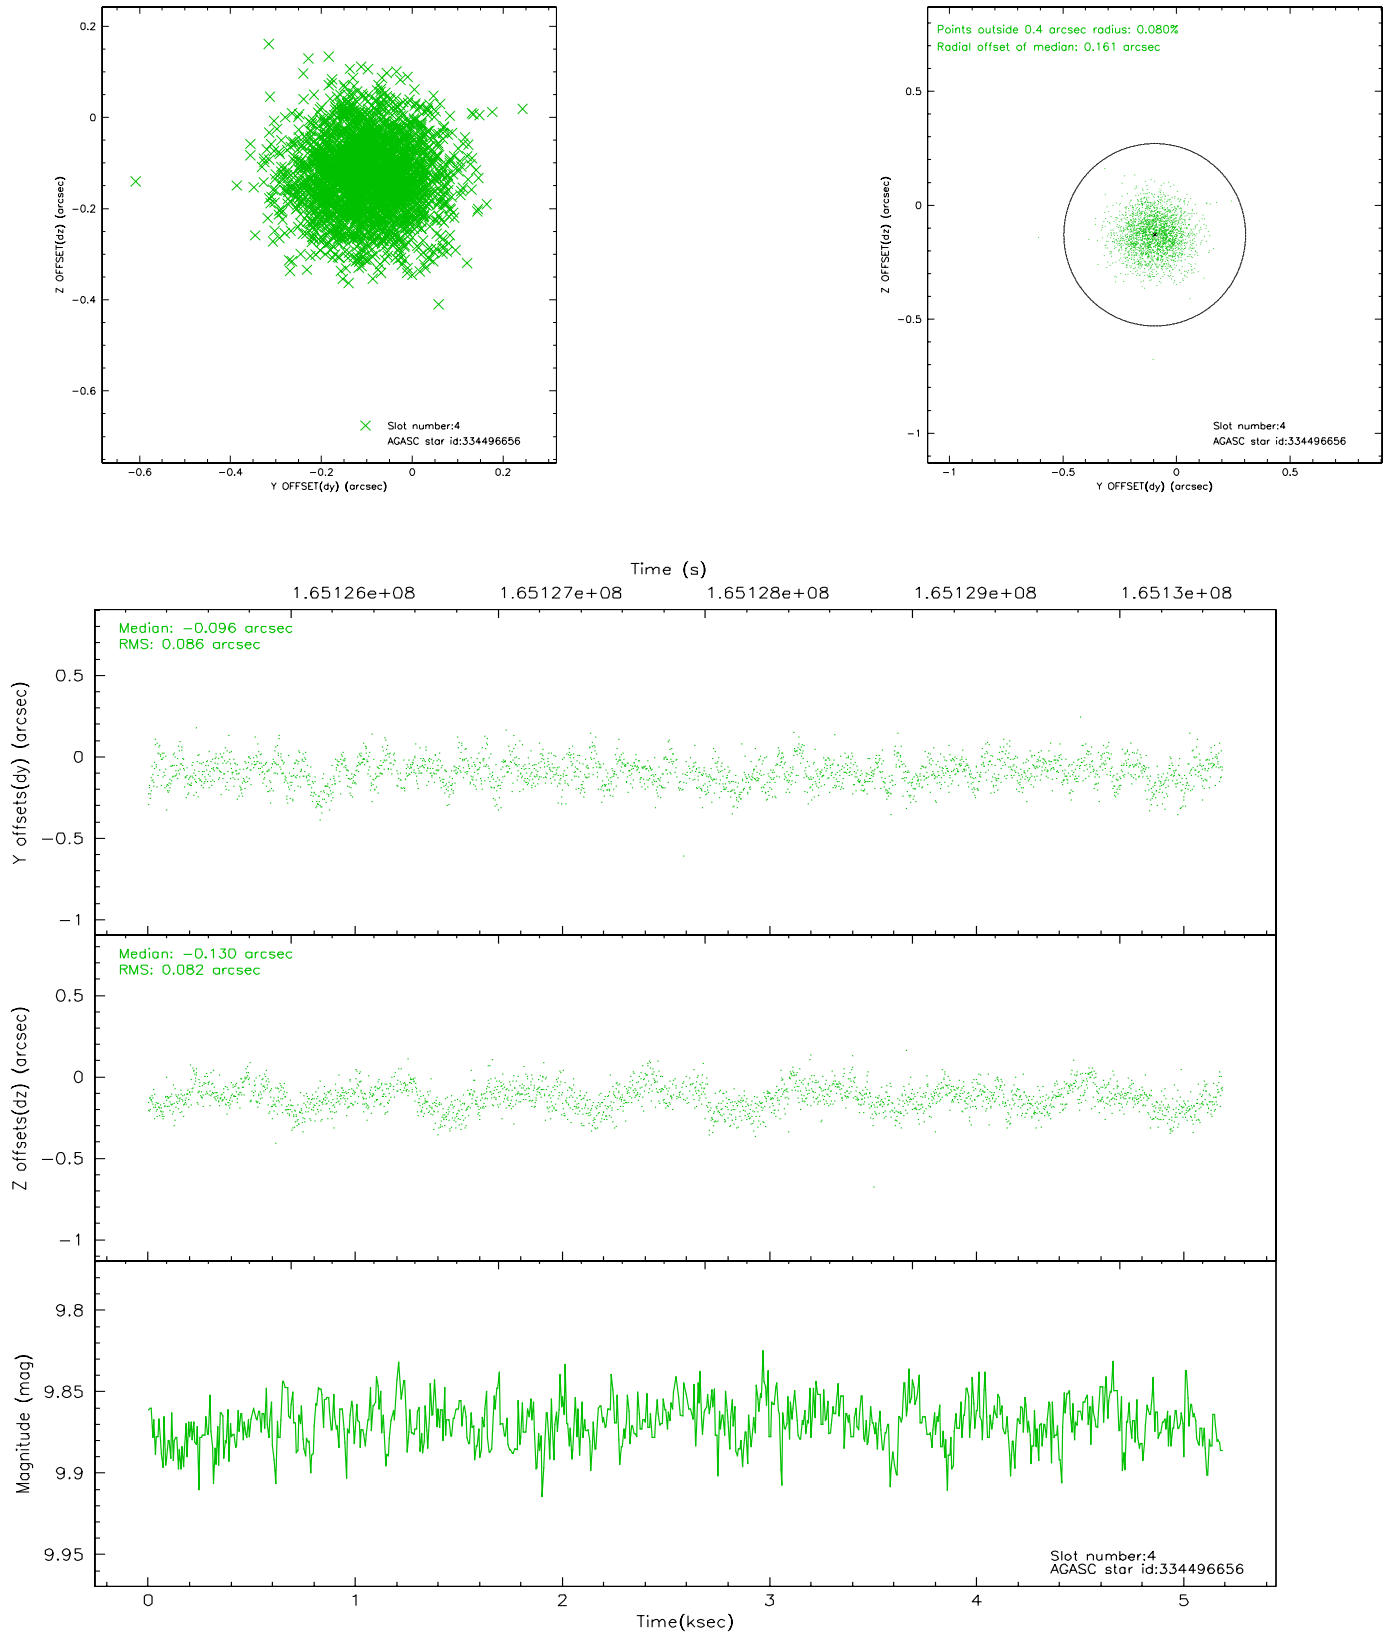 0.2
0
−0.2
−0.4
−0.6
Z OFFSET(dz) (arcsec)
−0.6 −0.4 −0.2 0 0.2
Y OFFSET(dy) (arcsec)
Slot number:4
AGASC star id:334496656
Points outside 0.4 arcsec radius: 0.080%
Radial offset of median: 0.161 arcsec
0.5
0
−0.5
−1
Z OFFSET(dz) (arcsec)
−1 −0.5 0 0.5
Y OFFSET(dy) (arcsec)
Slot number:4
AGASC star id:334496656
Time (s)
1.65126e+08 1.65127e+08 1.65128e+08 1.65129e+08 1.6513e+08
Median: −0.096 arcsec
RMS: 0.086 arcsec
0.5
0
−0.5
−1
Y offsets(dy) (arcsec)
Median: −0.130 arcsec
RMS: 0.082 arcsec
0.5
0
−0.5
−1
Z offsets(dz) (arcsec)
9.8
9.85
9.9
9.95
Magnitude (mag)
Slot number:4
AGASC star id:334496656
0 1 2 3 4 5
Time(ksec)